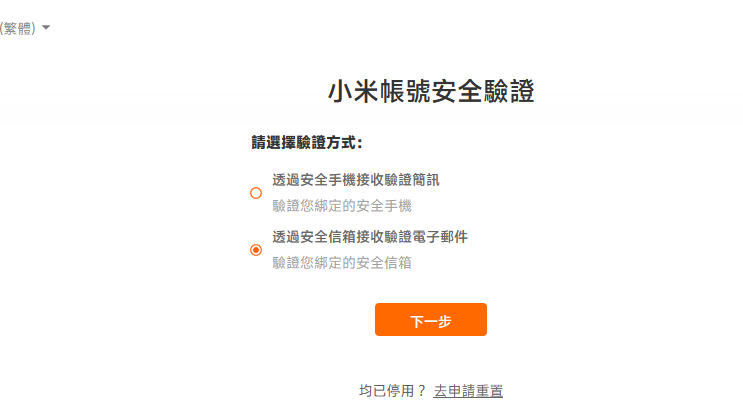 (繁體)
小米帳號安全驗證
請選擇驗證方式:
透過安全手機接收驗證簡訊
驗證您綁定的安全手機
透過安全信箱接收驗證電子郵件
驗證您綁定的安全信箱
下一步
均已停用？ 去申請重置